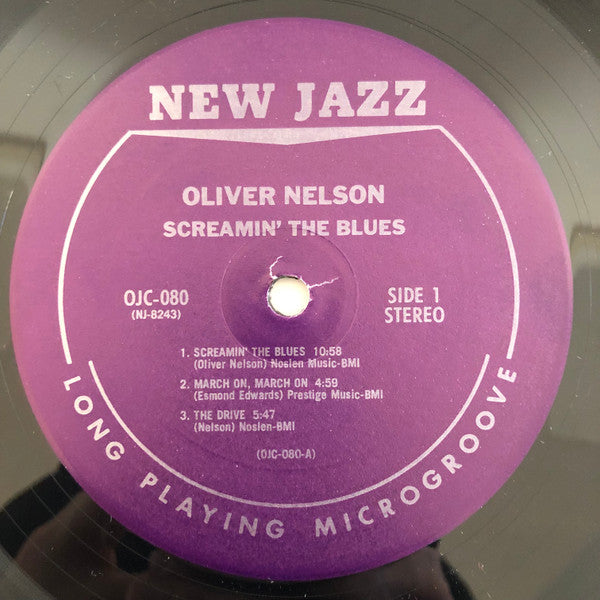 NEW JAZZ
OLIVER NELSON
SCREAMIN' THE BLUES
OJC-080
(NJ-8243)
SIDE 1
STEREO
1. SCREAMIN' THE BLUES 10:58
(Oliver Nelson) Noslen Music-BMI
2. MARCH ON, MARCH ON 4:59
(Esmond Edwards) Prestige Music-BMI
3. THE DRIVE 5:47
(Nelson) Noslen-BMI
(OJC-080-A)
LONG PLAYING MICROGROOVE